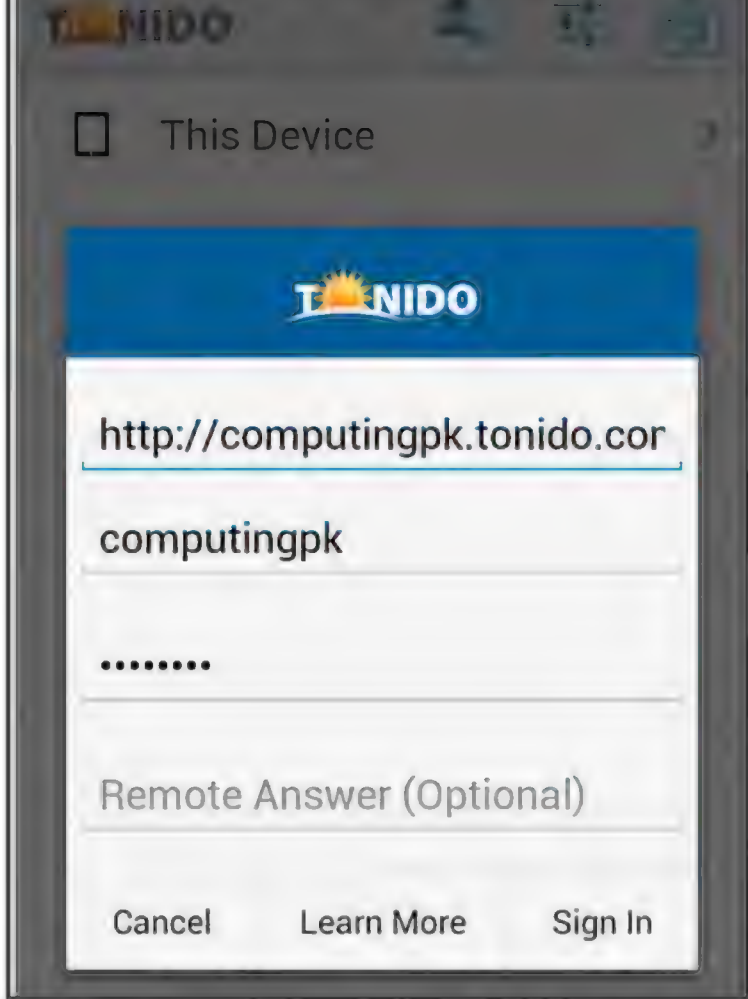 TONIDO
This Device
TONIDO
http://computingpk.tonido.cor
computingpk
••••••••
Remote Answer (Optional)
Cancel Learn More Sign In